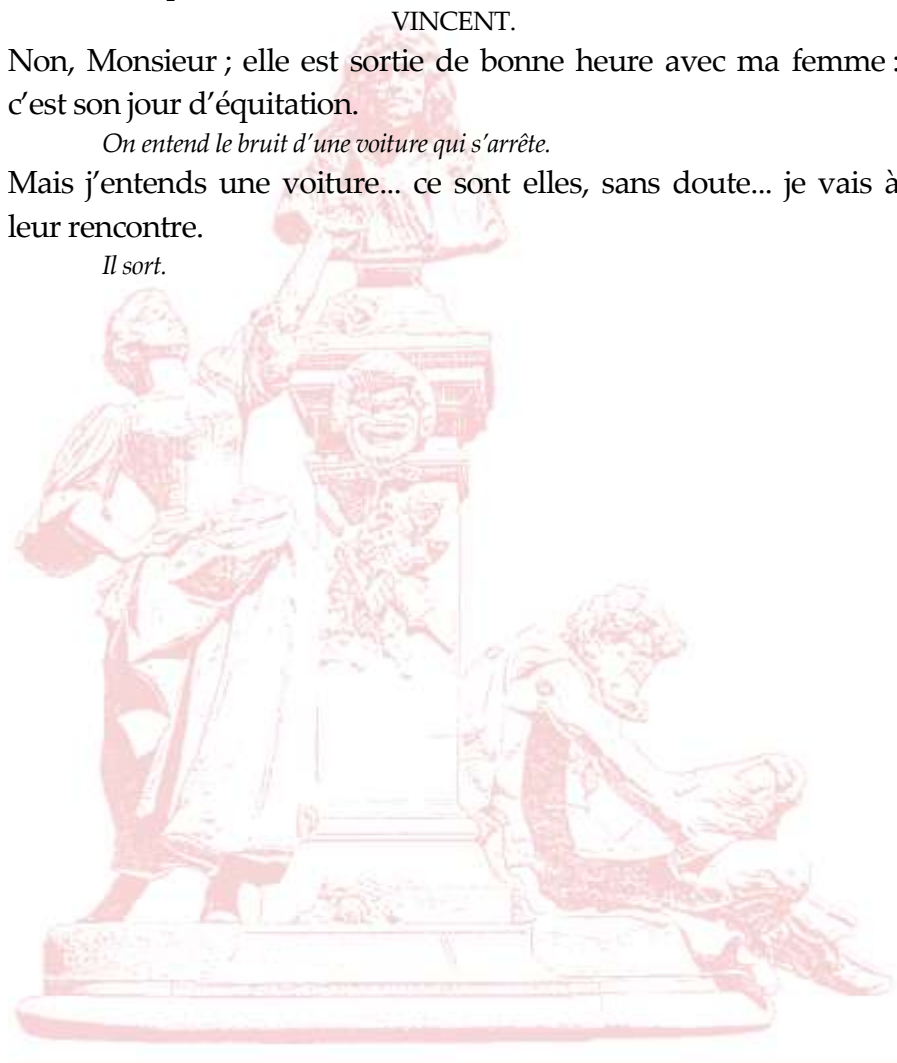 VINCENT.
Non, Monsieur ; elle est sortie de bonne heure avec ma femme :
c’est son jour d’équitation.
On entend le bruit d’une voiture qui s’arrête.
Mais j’entends une voiture... ce sont elles, sans doute... je vais à
leur rencontre.
Il sort.